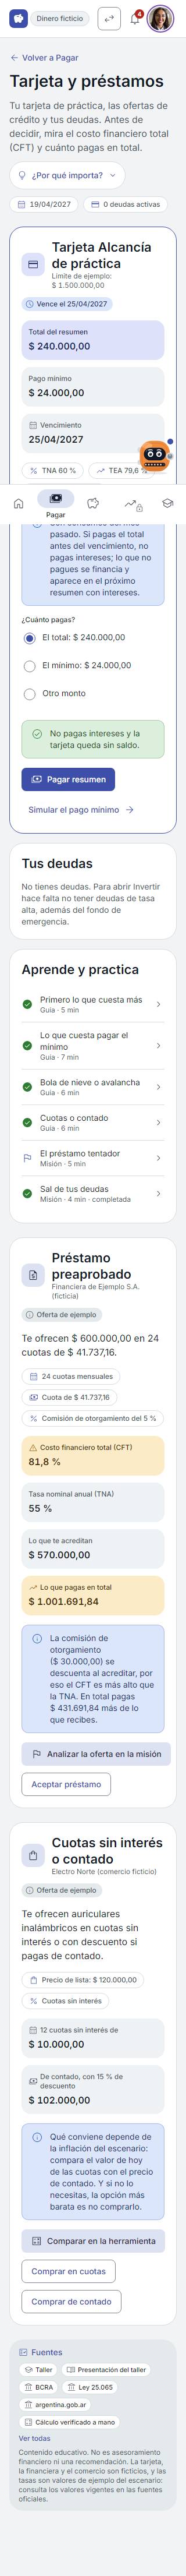 Dinero ficticio
4
Volver a Pagar
Tarjeta y préstamos
Tu tarjeta de práctica, las ofertas de
crédito y tus deudas. Antes de
decidir, mira el costo financiero total
(CFT) y cuánto pagas en total.
¿Por qué importa?
19/04/2027
0 deudas activas
Tarjeta Alcancía
de práctica
Límite de ejemplo:
$ 1.500.000,00
Vence el 25/04/2027
Total del resumen
$ 240.000,00
Pago mínimo
$ 24.000,00
Vencimiento
25/04/2027
TNA 60 %
TEA 79,6 %
Pagar
pasado. Si pagas el total
antes del vencimiento, no
pagas intereses; lo que no
pagues se financia y
aparece en el próximo
resumen con intereses.
¿Cuánto pagas?
El total: $ 240.000,00
El mínimo: $ 24.000,00
Otro monto
No pagas intereses y la
tarjeta queda sin saldo.
Pagar resumen
Simular el pago mínimo
Tus deudas
No tienes deudas. Para abrir Invertir
hace falta no tener deudas de tasa
alta, además del fondo de
emergencia.
Aprende y practica
Primero lo que cuesta más
Guía · 5 min
Lo que cuesta pagar el
mínimo
Guía · 7 min
Bola de nieve o avalancha
Guía · 6 min
Cuotas o contado
Guía · 6 min
El préstamo tentador
Misión · 5 min
Sal de tus deudas
Misión · 4 min · completada
Préstamo
preaprobado
Financiera de Ejemplo S.A.
(ficticia)
Oferta de ejemplo
Te ofrecen $ 600.000,00 en 24
cuotas de $ 41.737,16.
24 cuotas mensuales
Cuota de $ 41.737,16
Comisión de otorgamiento del 5 %
Costo financiero total (CFT)
81,8 %
Tasa nominal anual (TNA)
55 %
Lo que te acreditan
$ 570.000,00
Lo que pagas en total
$ 1.001.691,84
La comisión de
otorgamiento
($ 30.000,00) se
descuenta al acreditar, por
eso el CFT es más alto que
la TNA. En total pagas
$ 431.691,84 más de lo
que recibes.
Analizar la oferta en la misión
Aceptar préstamo
Cuotas sin interés
o contado
Electro Norte (comercio ficticio)
Oferta de ejemplo
Te ofrecen auriculares
inalámbricos en cuotas sin
interés o con descuento si
pagas de contado.
Precio de lista: $ 120.000,00
Cuotas sin interés
12 cuotas sin interés de
$ 10.000,00
De contado, con 15 % de
descuento
$ 102.000,00
Qué conviene depende de
la inflación del escenario:
compara el valor de hoy
de las cuotas con el precio
de contado. Y si no lo
necesitas, la opción más
barata es no comprarlo.
Comparar en la herramienta
Comprar en cuotas
Comprar de contado
Fuentes
Taller
Presentación del taller
BCRA
Ley 25.065
argentina.gob.ar
Cálculo verificado a mano
Ver todas
Contenido educativo. No es asesoramiento
financiero ni una recomendación. La tarjeta,
la financiera y el comercio son ficticios, y las
tasas son valores de ejemplo del escenario:
consulta los valores vigentes en las fuentes
oficiales.